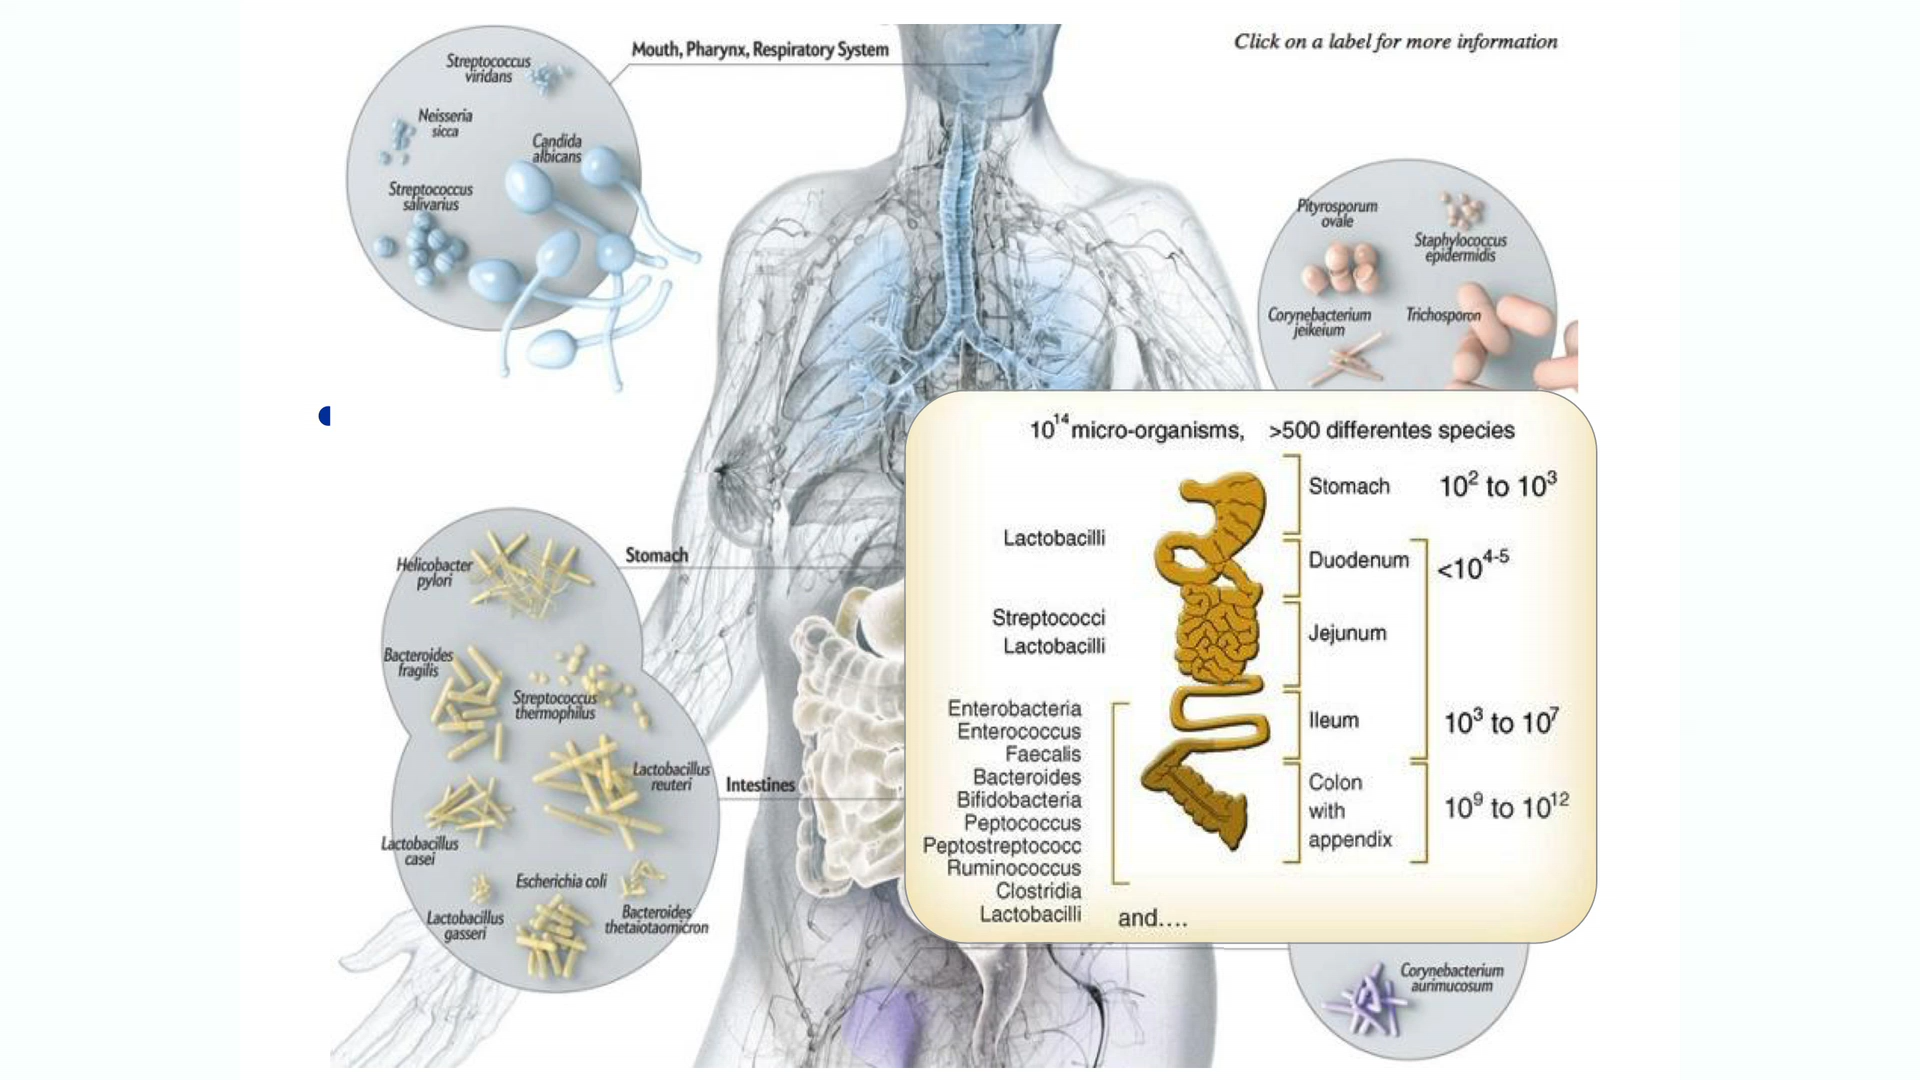 Mouth, Pharynx, Respiratory System
Click on a label for more information
Streptococcus
viridans
Neisseria
sicca
Candida
albicans
Streptococcus
salivarius
Pityrosporum
ovale
Staphylococcus
epidermidis
Corynebacterium
jeikeium
Trichosporon
Stomach
Helicobacter
pylori
Bacteroides
fragilis
Streptococcus
thermophilus
Lactobacillus
reuteri
Intestines
Lactobacillus
casei
Escherichia coli
Lactobacillus
gasseri
Bacteroides
thetaiotaomicron
10¹⁴ micro-organisms, >500 differentes species
Stomach 10² to 10³
Lactobacilli
Duodenum <10⁴⁻⁵
Streptococci
Lactobacilli
Jejunum
Ileum 10³ to 10⁷
Enterobacteria
Enterococcus
Faecalis
Bacteroides
Bifidobacteria
Peptococcus
Peptostreptococc
Ruminococcus
Clostridia
Lactobacilli
and....
Colon
with
appendix
10⁹ to 10¹²
Corynebacterium
aurimucosum